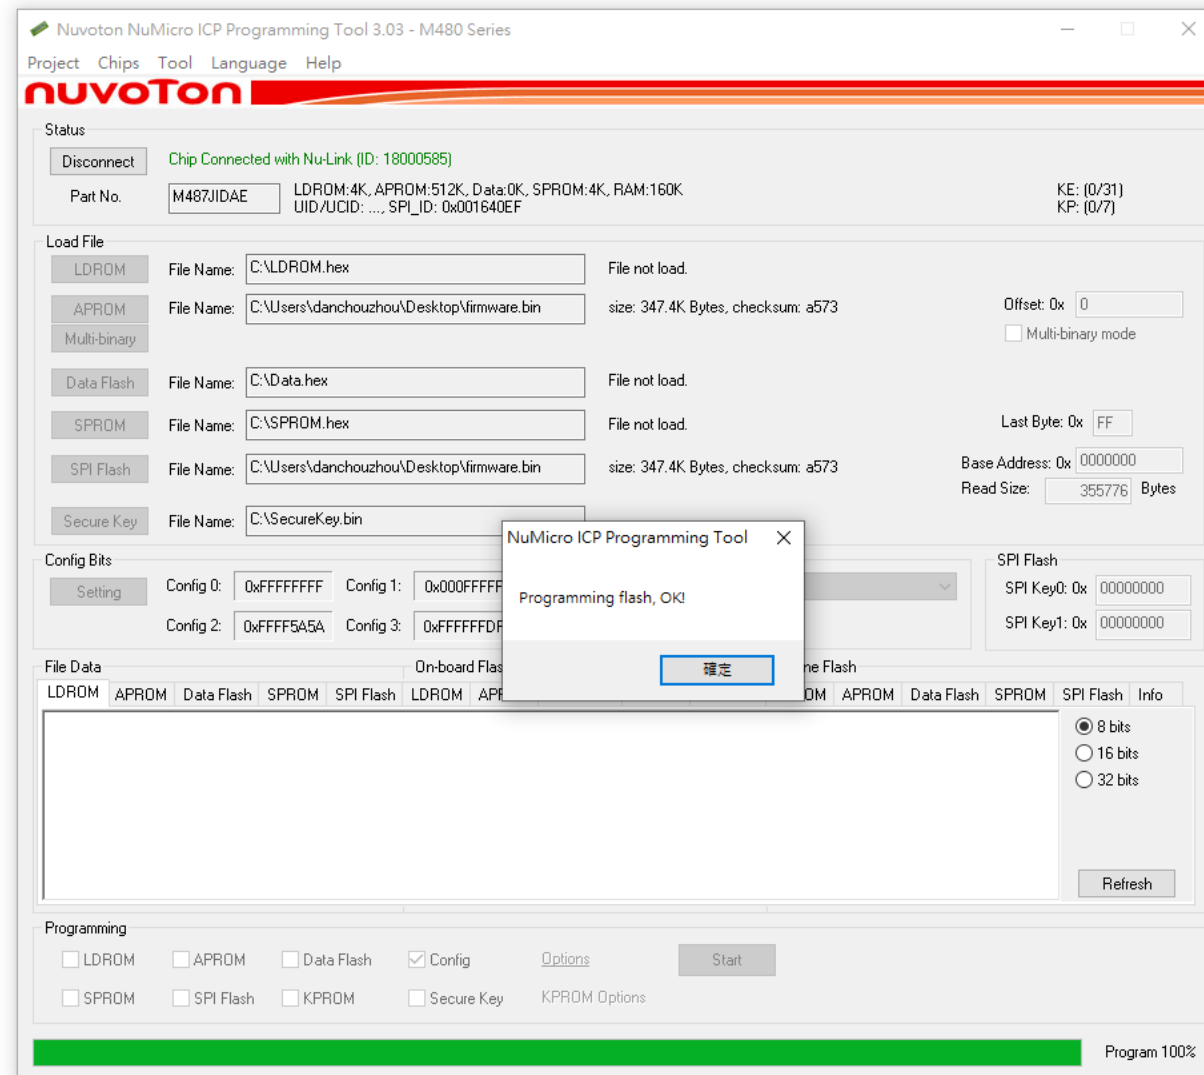 Nuvoton NuMicro ICP Programming Tool 3.03 - M480 Series
Project Chips Tool Language Help
nuvoTon
Status
Disconnect Chip Connected with Nu-Link (ID: 18000585)
Part No. M487JIDAE LDROM:4K, APROM:512K, Data:0K, SPROM:4K, RAM:160K KE: (0/31)
UID/UCID: ..., SPI_ID: 0x001640EF KP: (0/7)
Load File
LDROM File Name: C:\LDROM.hex File not load.
APROM File Name: C:\Users\danchouzhou\Desktop\firmware.bin size: 347.4K Bytes, checksum: a573 Offset: 0x 0
Multi-binary Multi-binary mode
Data Flash File Name: C:\Data.hex File not load.
SPROM File Name: C:\SPROM.hex File not load. Last Byte: 0x FF
SPI Flash File Name: C:\Users\danchouzhou\Desktop\firmware.bin size: 347.4K Bytes, checksum: a573 Base Address: 0x 0000000
Read Size: 355776 Bytes
Secure Key File Name: C:\SecureKey.bin
NuMicro ICP Programming Tool
Programming flash, OK!
確定
Config Bits SPI Flash
Setting Config 0: 0xFFFFFFFF Config 1: 0x000FFFFF SPI Key0: 0x 00000000
Config 2: 0xFFFF5A5A Config 3: 0xFFFFFFDF SPI Key1: 0x 00000000
File Data On-board Flas ne Flash
LDROM APROM Data Flash SPROM SPI Flash LDROM AP OM APROM Data Flash SPROM SPI Flash Info
8 bits
16 bits
32 bits
Refresh
Programming
LDROM APROM Data Flash Config Options Start
SPROM SPI Flash KPROM Secure Key KPROM Options
Program 100%